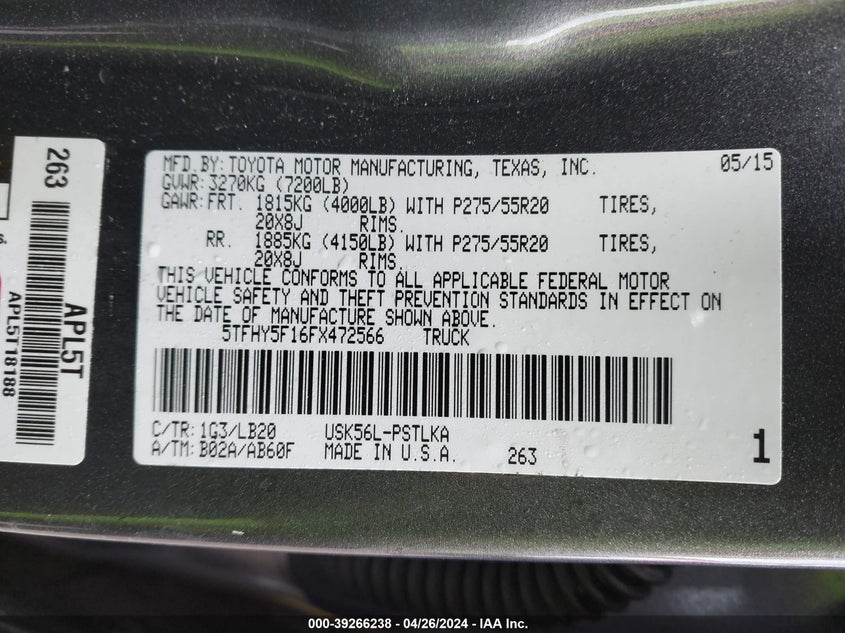 263
APL5T
APL5T18188
MFD.BY:TOYOTA MOTOR MANUFACTURING, TEXAS, INC. 05/15
GVWR:3270KG (7200LB)
GAWR:FRT. 1815KG (4000LB) WITH P275/55R20 TIRES,
20X8J RIMS.
RR. 1885KG (4150LB) WITH P275/55R20 TIRES,
20X8J RIMS.
THIS VEHICLE CONFORMS TO ALL APPLICABLE FEDERAL MOTOR
VEHICLE SAFETY AND THEFT PREVENTION STANDARDS IN EFFECT ON
THE DATE OF MANUFACTURE SHOWN ABOVE.
5TFHY5F16FX472566 TRUCK
C/TR:1G3/LB20 USK56L-PSTLKA
A/TM:B02A/AB60F MADE IN U.S.A. 263 1
000-39266238 - 04/26/2024 - IAA Inc.